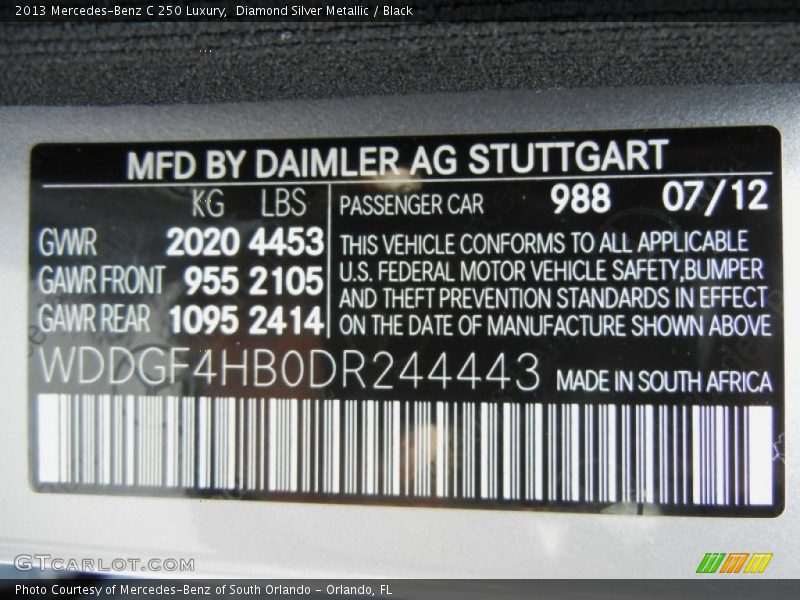 2013 Mercedes-Benz C 250 Luxury, Diamond Silver Metallic / Black
MFD BY DAIMLER AG STUTTGART
KG LBS
GVWR 2020 4453
GAWR FRONT 955 2105
GAWR REAR 1095 2414
PASSENGER CAR 988 07/12
THIS VEHICLE CONFORMS TO ALL APPLICABLE
U.S. FEDERAL MOTOR VEHICLE SAFETY,BUMPER
AND THEFT PREVENTION STANDARDS IN EFFECT
ON THE DATE OF MANUFACTURE SHOWN ABOVE
WDDGF4HB0DR244443 MADE IN SOUTH AFRICA
GTCARLOT.COM
Photo Courtesy of Mercedes-Benz of South Orlando - Orlando, FL